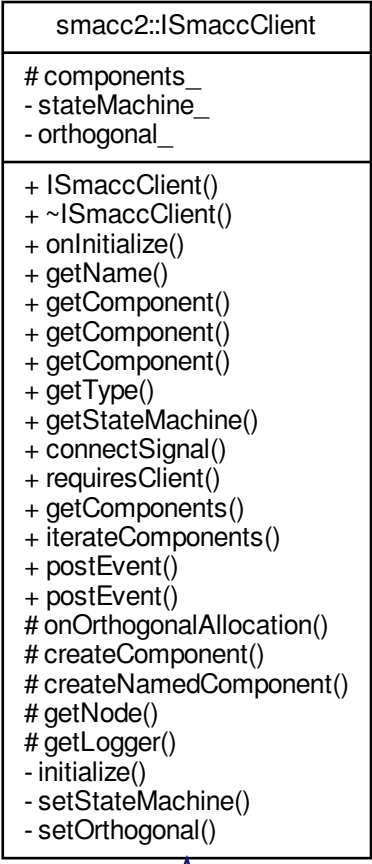 smacc2::ISmaccClient
# components_
- stateMachine_
- orthogonal_
+ ISmaccClient()
+ ~ISmaccClient()
+ onInitialize()
+ getName()
+ getComponent()
+ getComponent()
+ getComponent()
+ getType()
+ getStateMachine()
+ connectSignal()
+ requiresClient()
+ getComponents()
+ iterateComponents()
+ postEvent()
+ postEvent()
# onOrthogonalAllocation()
# createComponent()
# createNamedComponent()
# getNode()
# getLogger()
- initialize()
- setStateMachine()
- setOrthogonal()